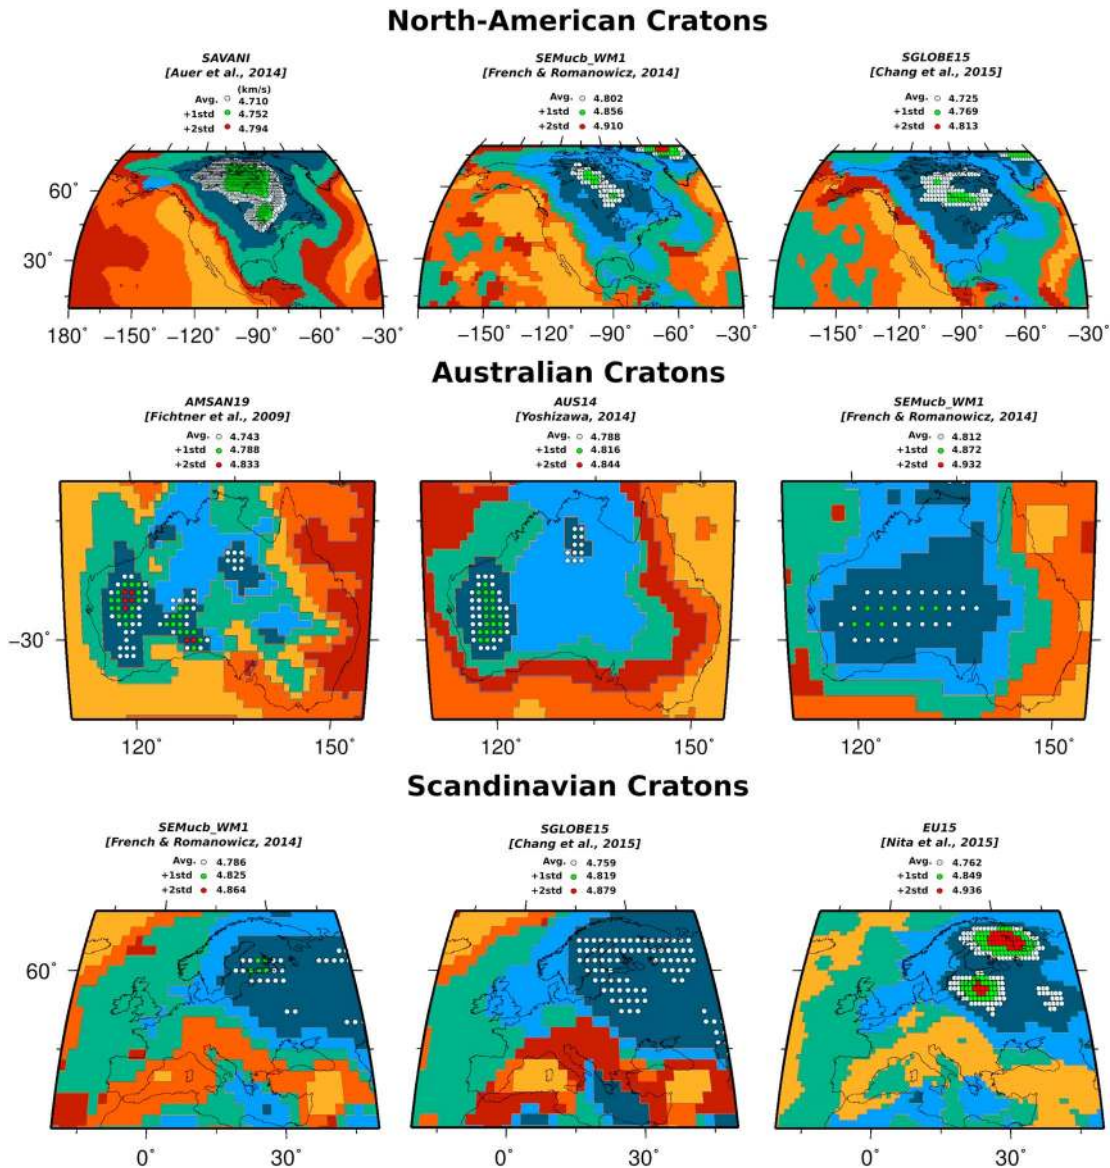 North-American Cratons
SAVANI
[Auer et al., 2014]
(km/s)
Avg. 4.710
+1std 4.752
+2std 4.794
SEMucb_WM1
[French & Romanowicz, 2014]
Avg. 4.802
+1std 4.856
+2std 4.910
SGLOBE15
[Chang et al., 2015]
Avg. 4.725
+1std 4.769
+2std 4.813
60˚
30˚
180˚ −150˚ −120˚ −90˚ −60˚ −30˚
−150˚ −120˚ −90˚ −60˚ −30˚
−150˚ −120˚ −90˚ −60˚ −30˚
Australian Cratons
AMSAN19
[Fichtner et al., 2009]
Avg. 4.743
+1std 4.788
+2std 4.833
AUS14
[Yoshizawa, 2014]
Avg. 4.788
+1std 4.816
+2std 4.844
SEMucb_WM1
[French & Romanowicz, 2014]
Avg. 4.812
+1std 4.872
+2std 4.932
−30˚
120˚ 150˚
120˚ 150˚
120˚ 150˚
Scandinavian Cratons
SEMucb_WM1
[French & Romanowicz, 2014]
Avg. 4.786
+1std 4.825
+2std 4.864
SGLOBE15
[Chang et al., 2015]
Avg. 4.759
+1std 4.819
+2std 4.879
EU15
[Nita et al., 2015]
Avg. 4.762
+1std 4.849
+2std 4.936
60˚
0˚ 30˚
0˚ 30˚
0˚ 30˚